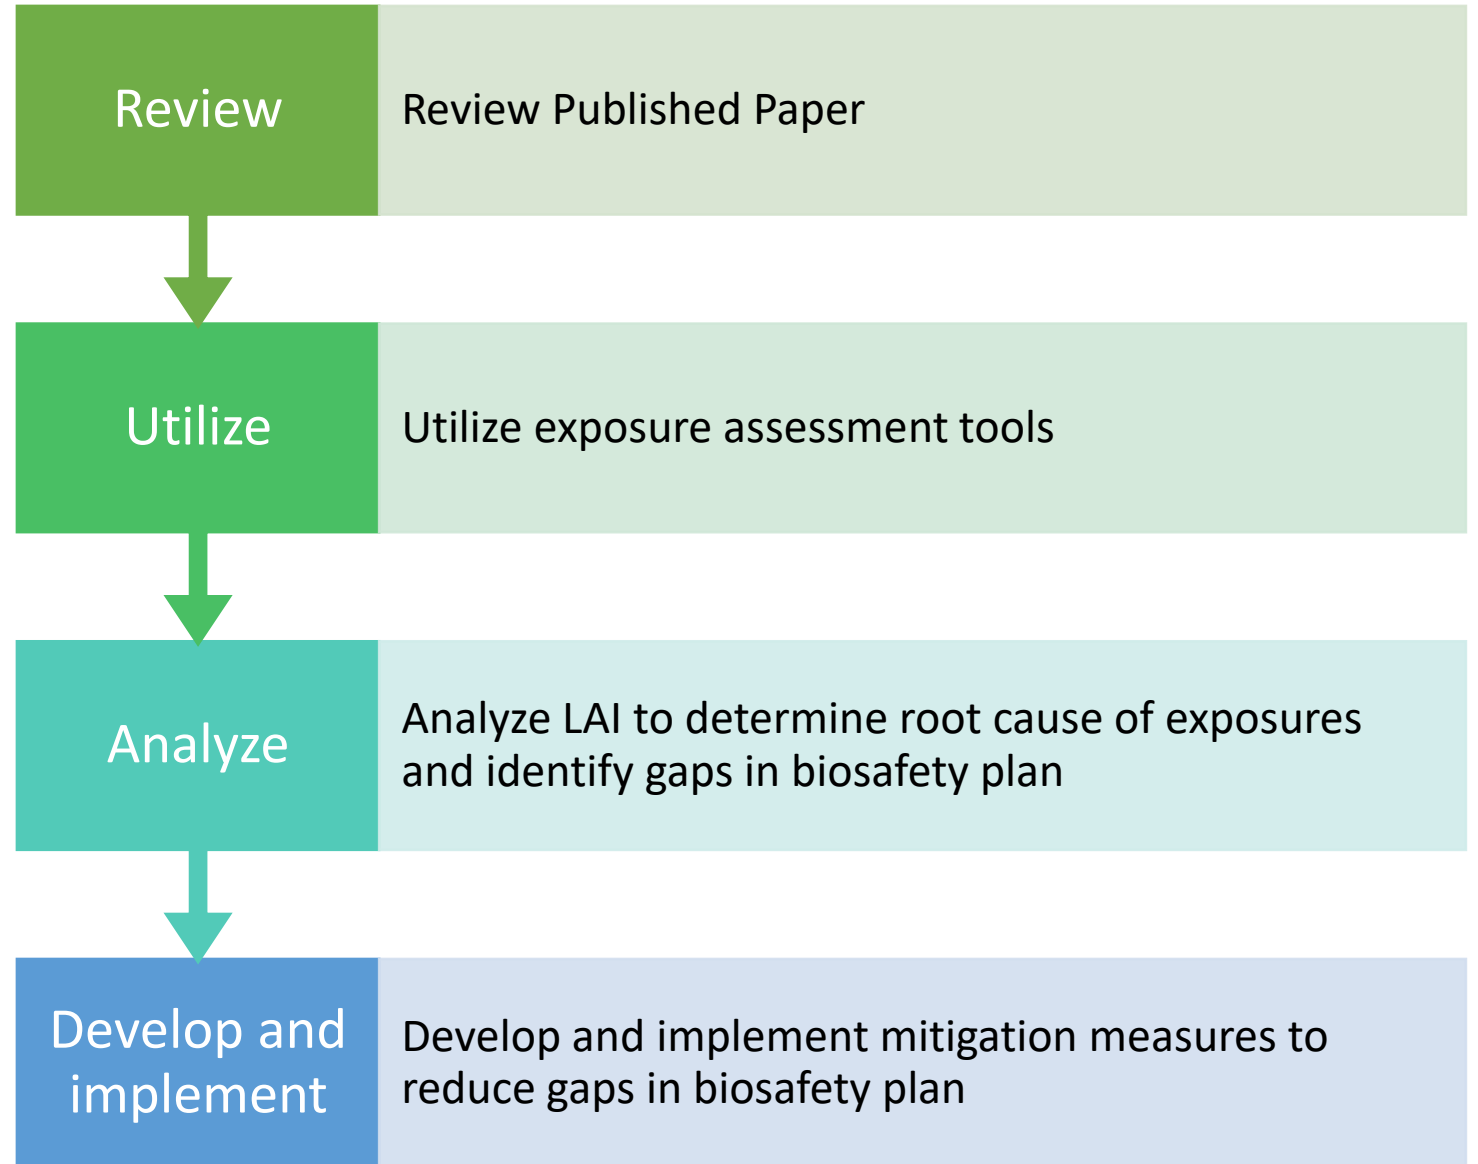 Review
Review Published Paper
Utilize
Utilize exposure assessment tools
Analyze
Analyze LAI to determine root cause of exposures
and identify gaps in biosafety plan
Develop and
implement
Develop and implement mitigation measures to
reduce gaps in biosafety plan